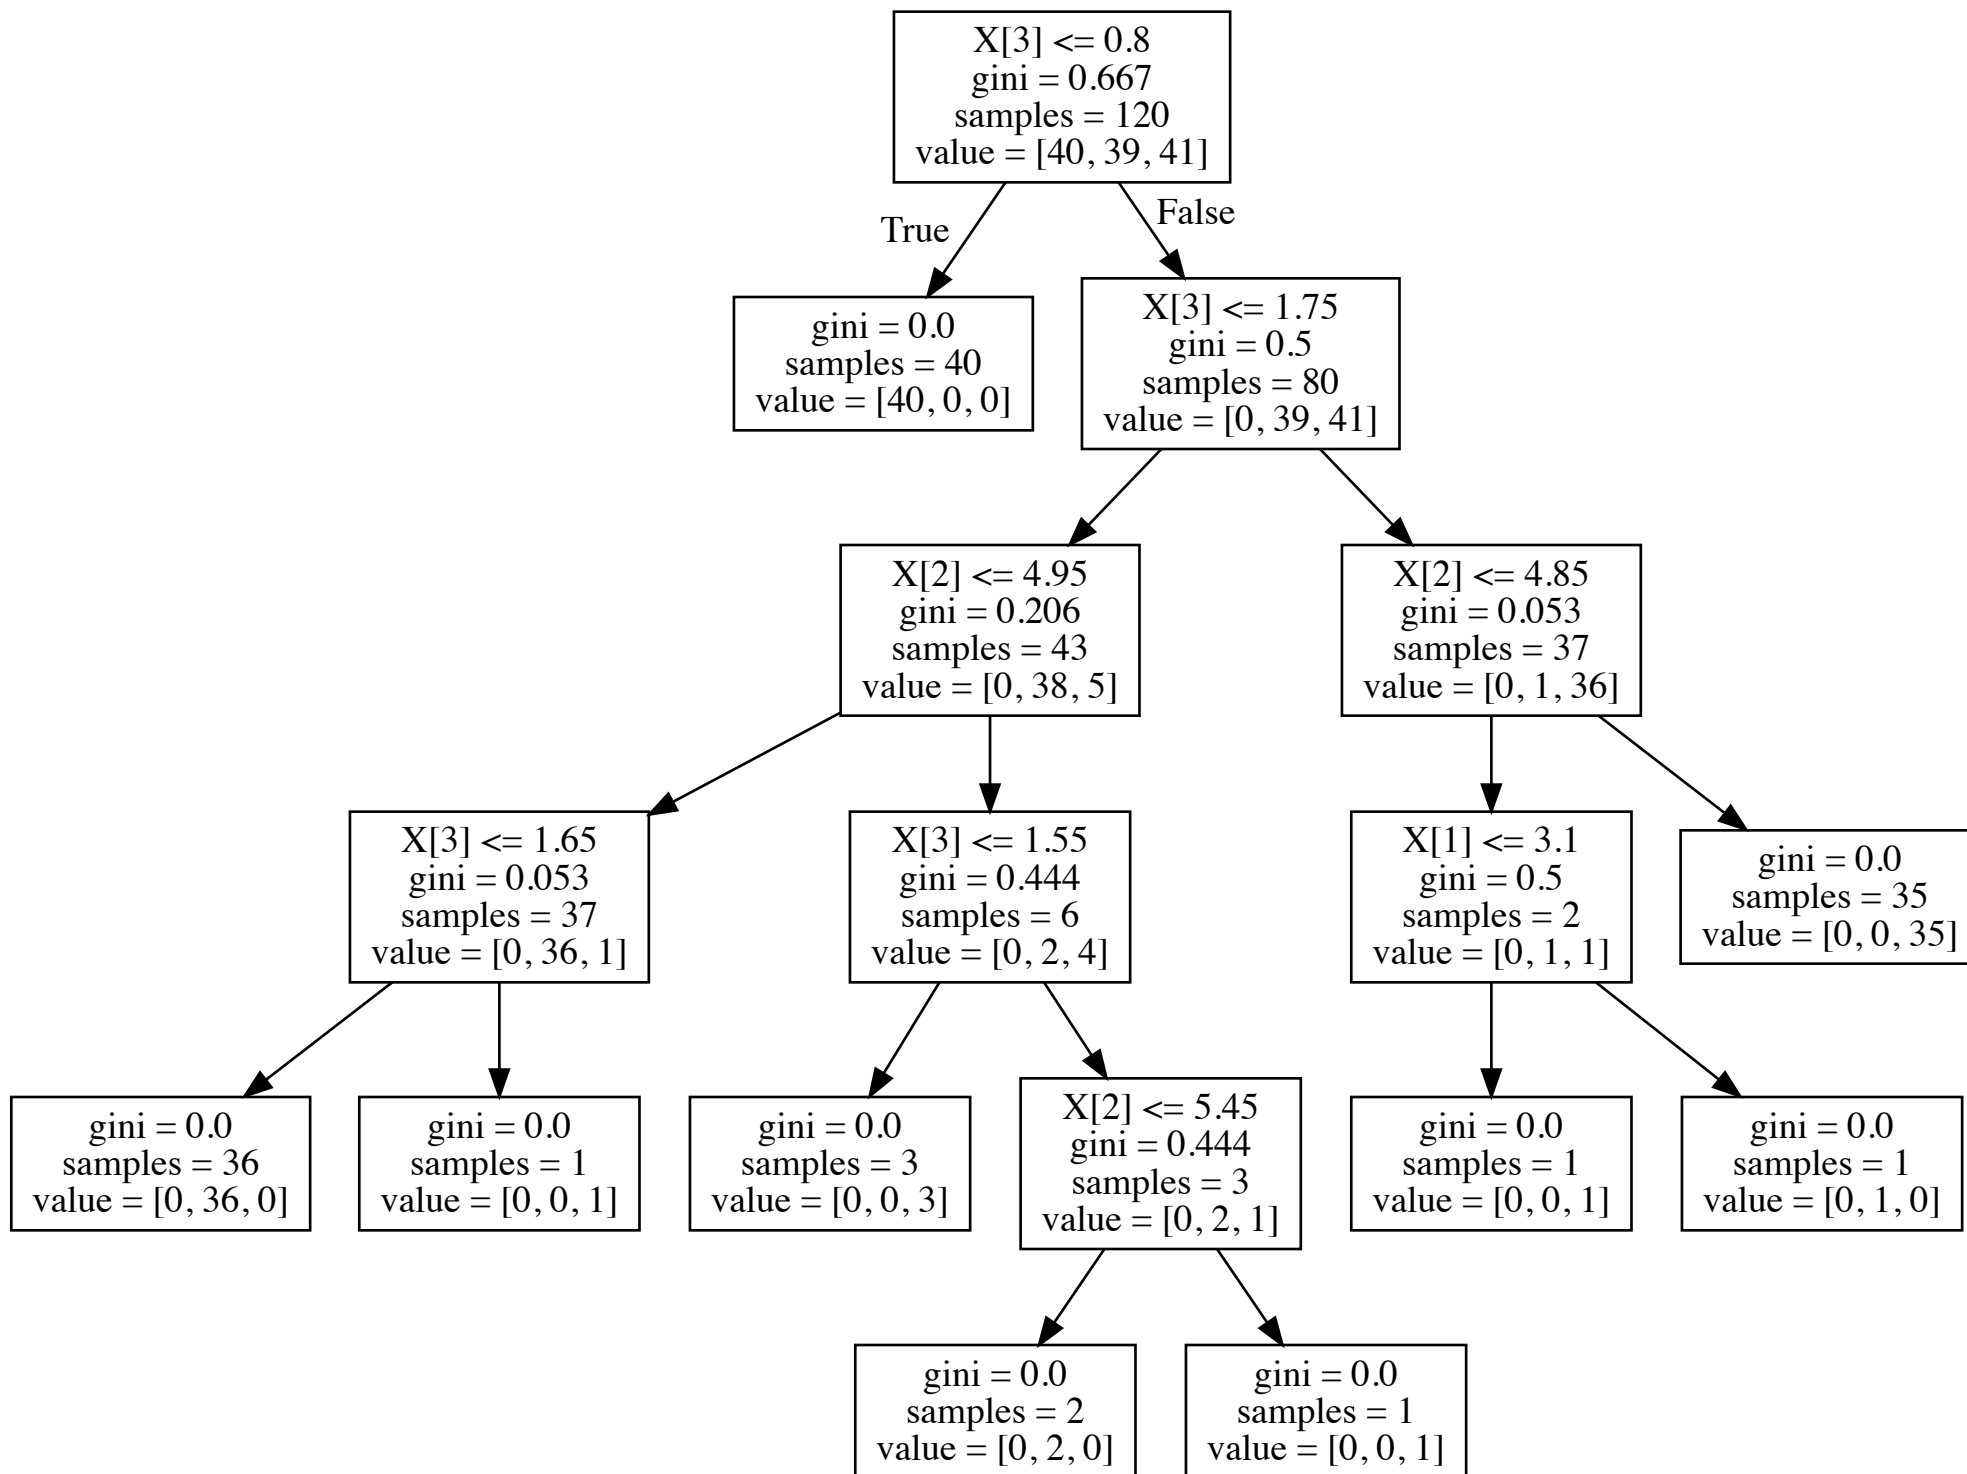 X[3] <= 0.8
gini = 0.667
samples = 120
value = [40, 39, 41]
True
False
gini = 0.0
samples = 40
value = [40, 0, 0]
X[3] <= 1.75
gini = 0.5
samples = 80
value = [0, 39, 41]
X[2] <= 4.95
gini = 0.206
samples = 43
value = [0, 38, 5]
X[2] <= 4.85
gini = 0.053
samples = 37
value = [0, 1, 36]
X[3] <= 1.65
gini = 0.053
samples = 37
value = [0, 36, 1]
X[3] <= 1.55
gini = 0.444
samples = 6
value = [0, 2, 4]
X[1] <= 3.1
gini = 0.5
samples = 2
value = [0, 1, 1]
gini = 0.0
samples = 35
value = [0, 0, 35]
gini = 0.0
samples = 36
value = [0, 36, 0]
gini = 0.0
samples = 1
value = [0, 0, 1]
gini = 0.0
samples = 3
value = [0, 0, 3]
X[2] <= 5.45
gini = 0.444
samples = 3
value = [0, 2, 1]
gini = 0.0
samples = 1
value = [0, 0, 1]
gini = 0.0
samples = 1
value = [0, 1, 0]
gini = 0.0
samples = 2
value = [0, 2, 0]
gini = 0.0
samples = 1
value = [0, 0, 1]